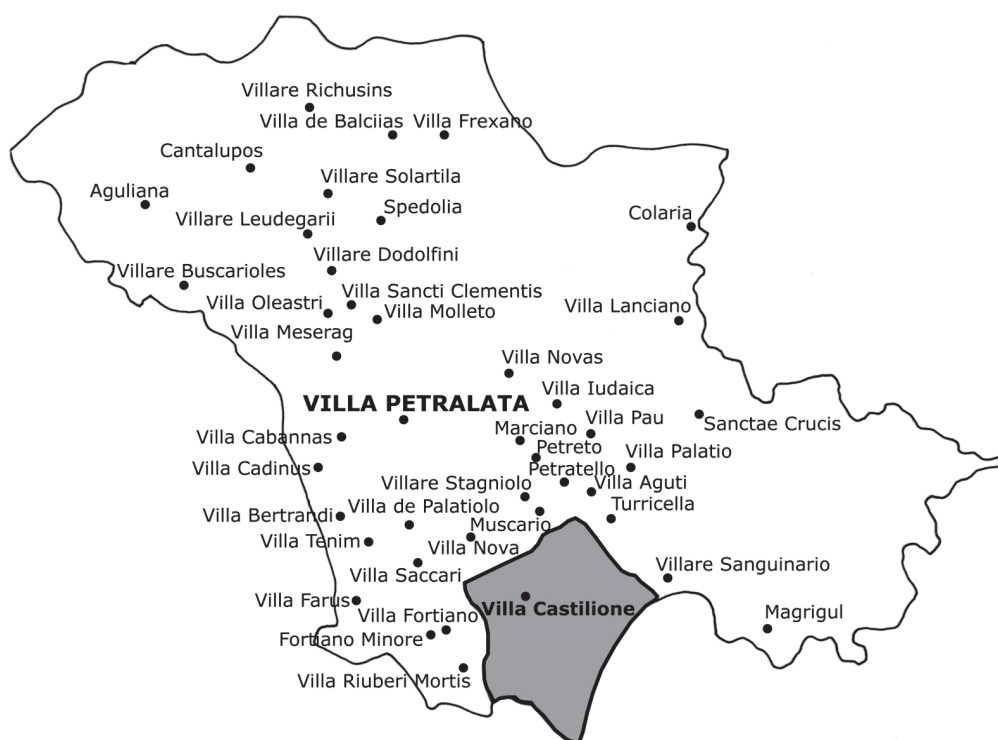 Villare Richusins
Villa de Balciias
Villa Frexano
Cantalupos
Villare Solartila
Aguliana
Spedolia
Villare Leudegarii
Colaria
Villare Dodolfini
Villare Buscarioles
Villa Sancti Clementis
Villa Oleastri
Villa Molleto
Villa Lanciano
Villa Meserag
Villa Novas
Villa Iudaica
VILLA PETRALATA
Villa Pau
Sanctae Crucis
Marciano
Villa Cabannas
Petreto
Villa Palatio
Villa Cadinus
Petratello
Villare Stagniolo
Villa Aguti
Villa de Palatiolo
Turricella
Villa Bertrandi
Muscario
Villa Tenim
Villa Nova
Villare Sanguinario
Villa Saccari
Villa Farus
Villa Castilione
Villa Fortiano
Magrigul
Fortiano Minore
Villa Riuberi Mortis